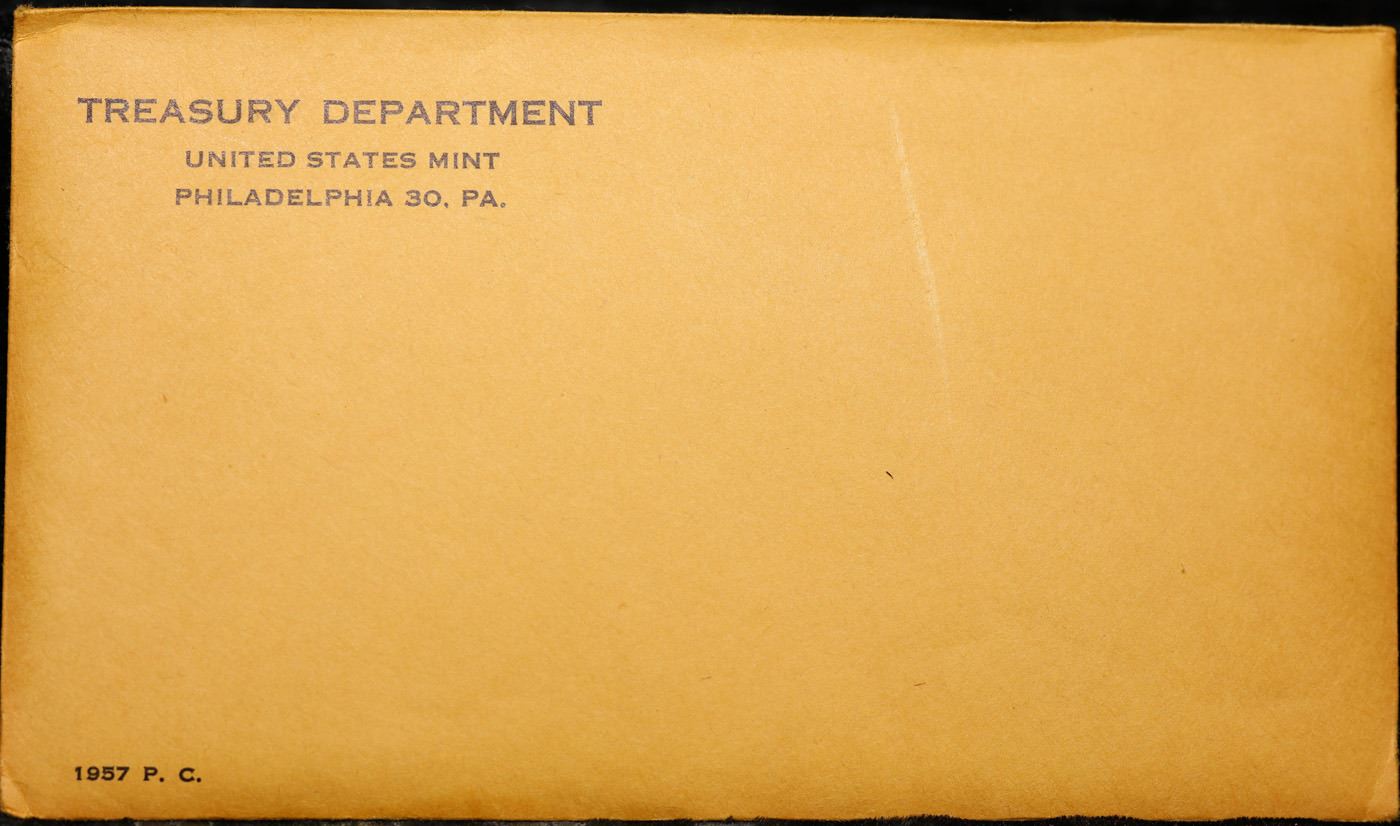 TREASURY DEPARTMENT
UNITED STATES MINT
PHILADELPHIA 30, PA.
1957 P. C.